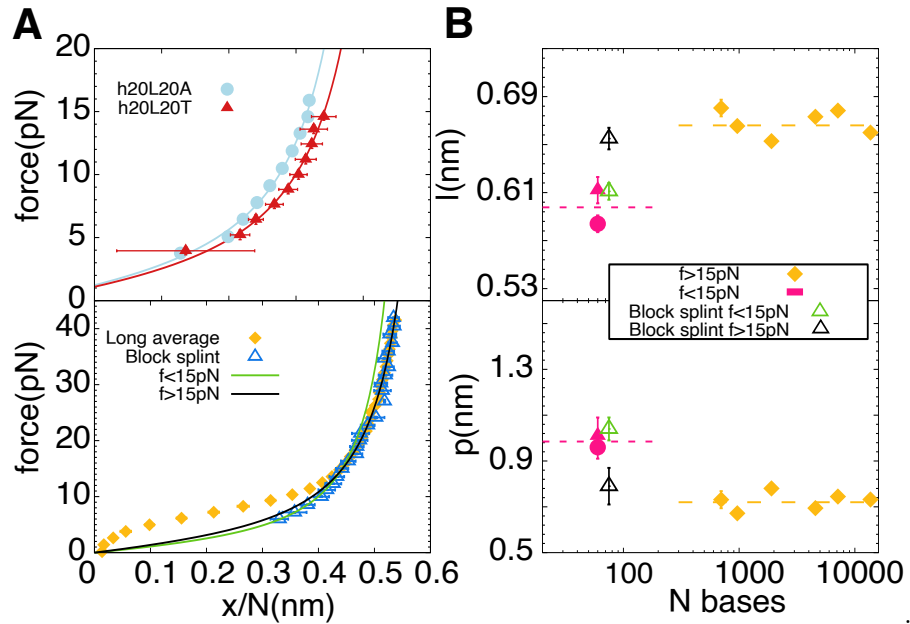 A
20
15
10
5
0
force(pN)
h20L20A
h20L20T
40
30
20
10
0
force(pN)
Long average
Block splint
f<15pN
f>15pN
0 0.1 0.2 0.3 0.4 0.5 0.6
x/N(nm)
B
0.69
0.61
0.53
l(nm)
f>15pN
f<15pN
Block splint f<15pN
Block splint f>15pN
1.3
0.9
0.5
p(nm)
100 1000 10000
N bases
.